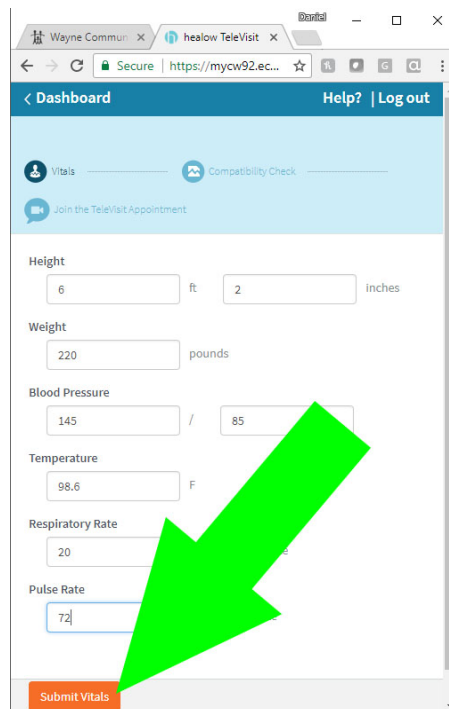 Daniel
Wayne Commun
healow TeleVisit
Secure | https://mycw92.ec...
< Dashboard Help? | Log out
Vitals Compatibility Check
Join the TeleVisit Appointment
Height
6 ft 2 inches
Weight
220 pounds
Blood Pressure
145 / 85
Temperature
98.6 F
Respiratory Rate
20
Pulse Rate
72
Submit Vitals